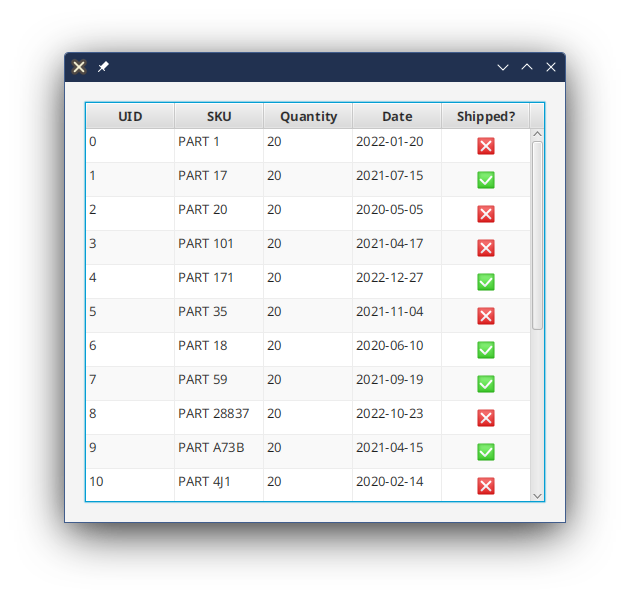 UID SKU Quantity Date Shipped?
0 PART 1 20 2022-01-20
1 PART 17 20 2021-07-15
2 PART 20 20 2020-05-05
3 PART 101 20 2021-04-17
4 PART 171 20 2022-12-27
5 PART 35 20 2021-11-04
6 PART 18 20 2020-06-10
7 PART 59 20 2021-09-19
8 PART 28837 20 2022-10-23
9 PART A73B 20 2021-04-15
10 PART 4J1 20 2020-02-14